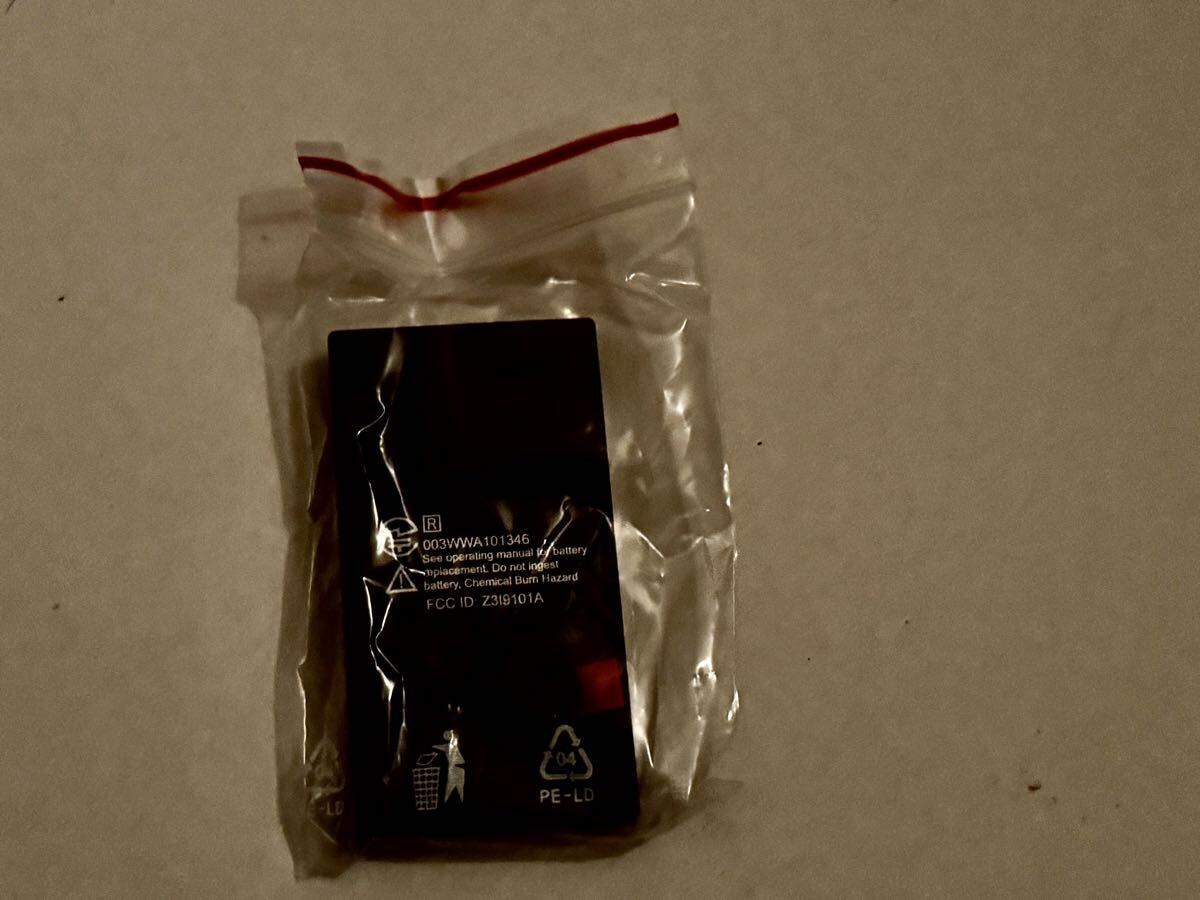 R
003WWA101346
See operating manual for battery
replacement. Do not ingest
battery, Chemical Burn Hazard
FCC ID: Z3I9101A
04
PE-LD
-LD